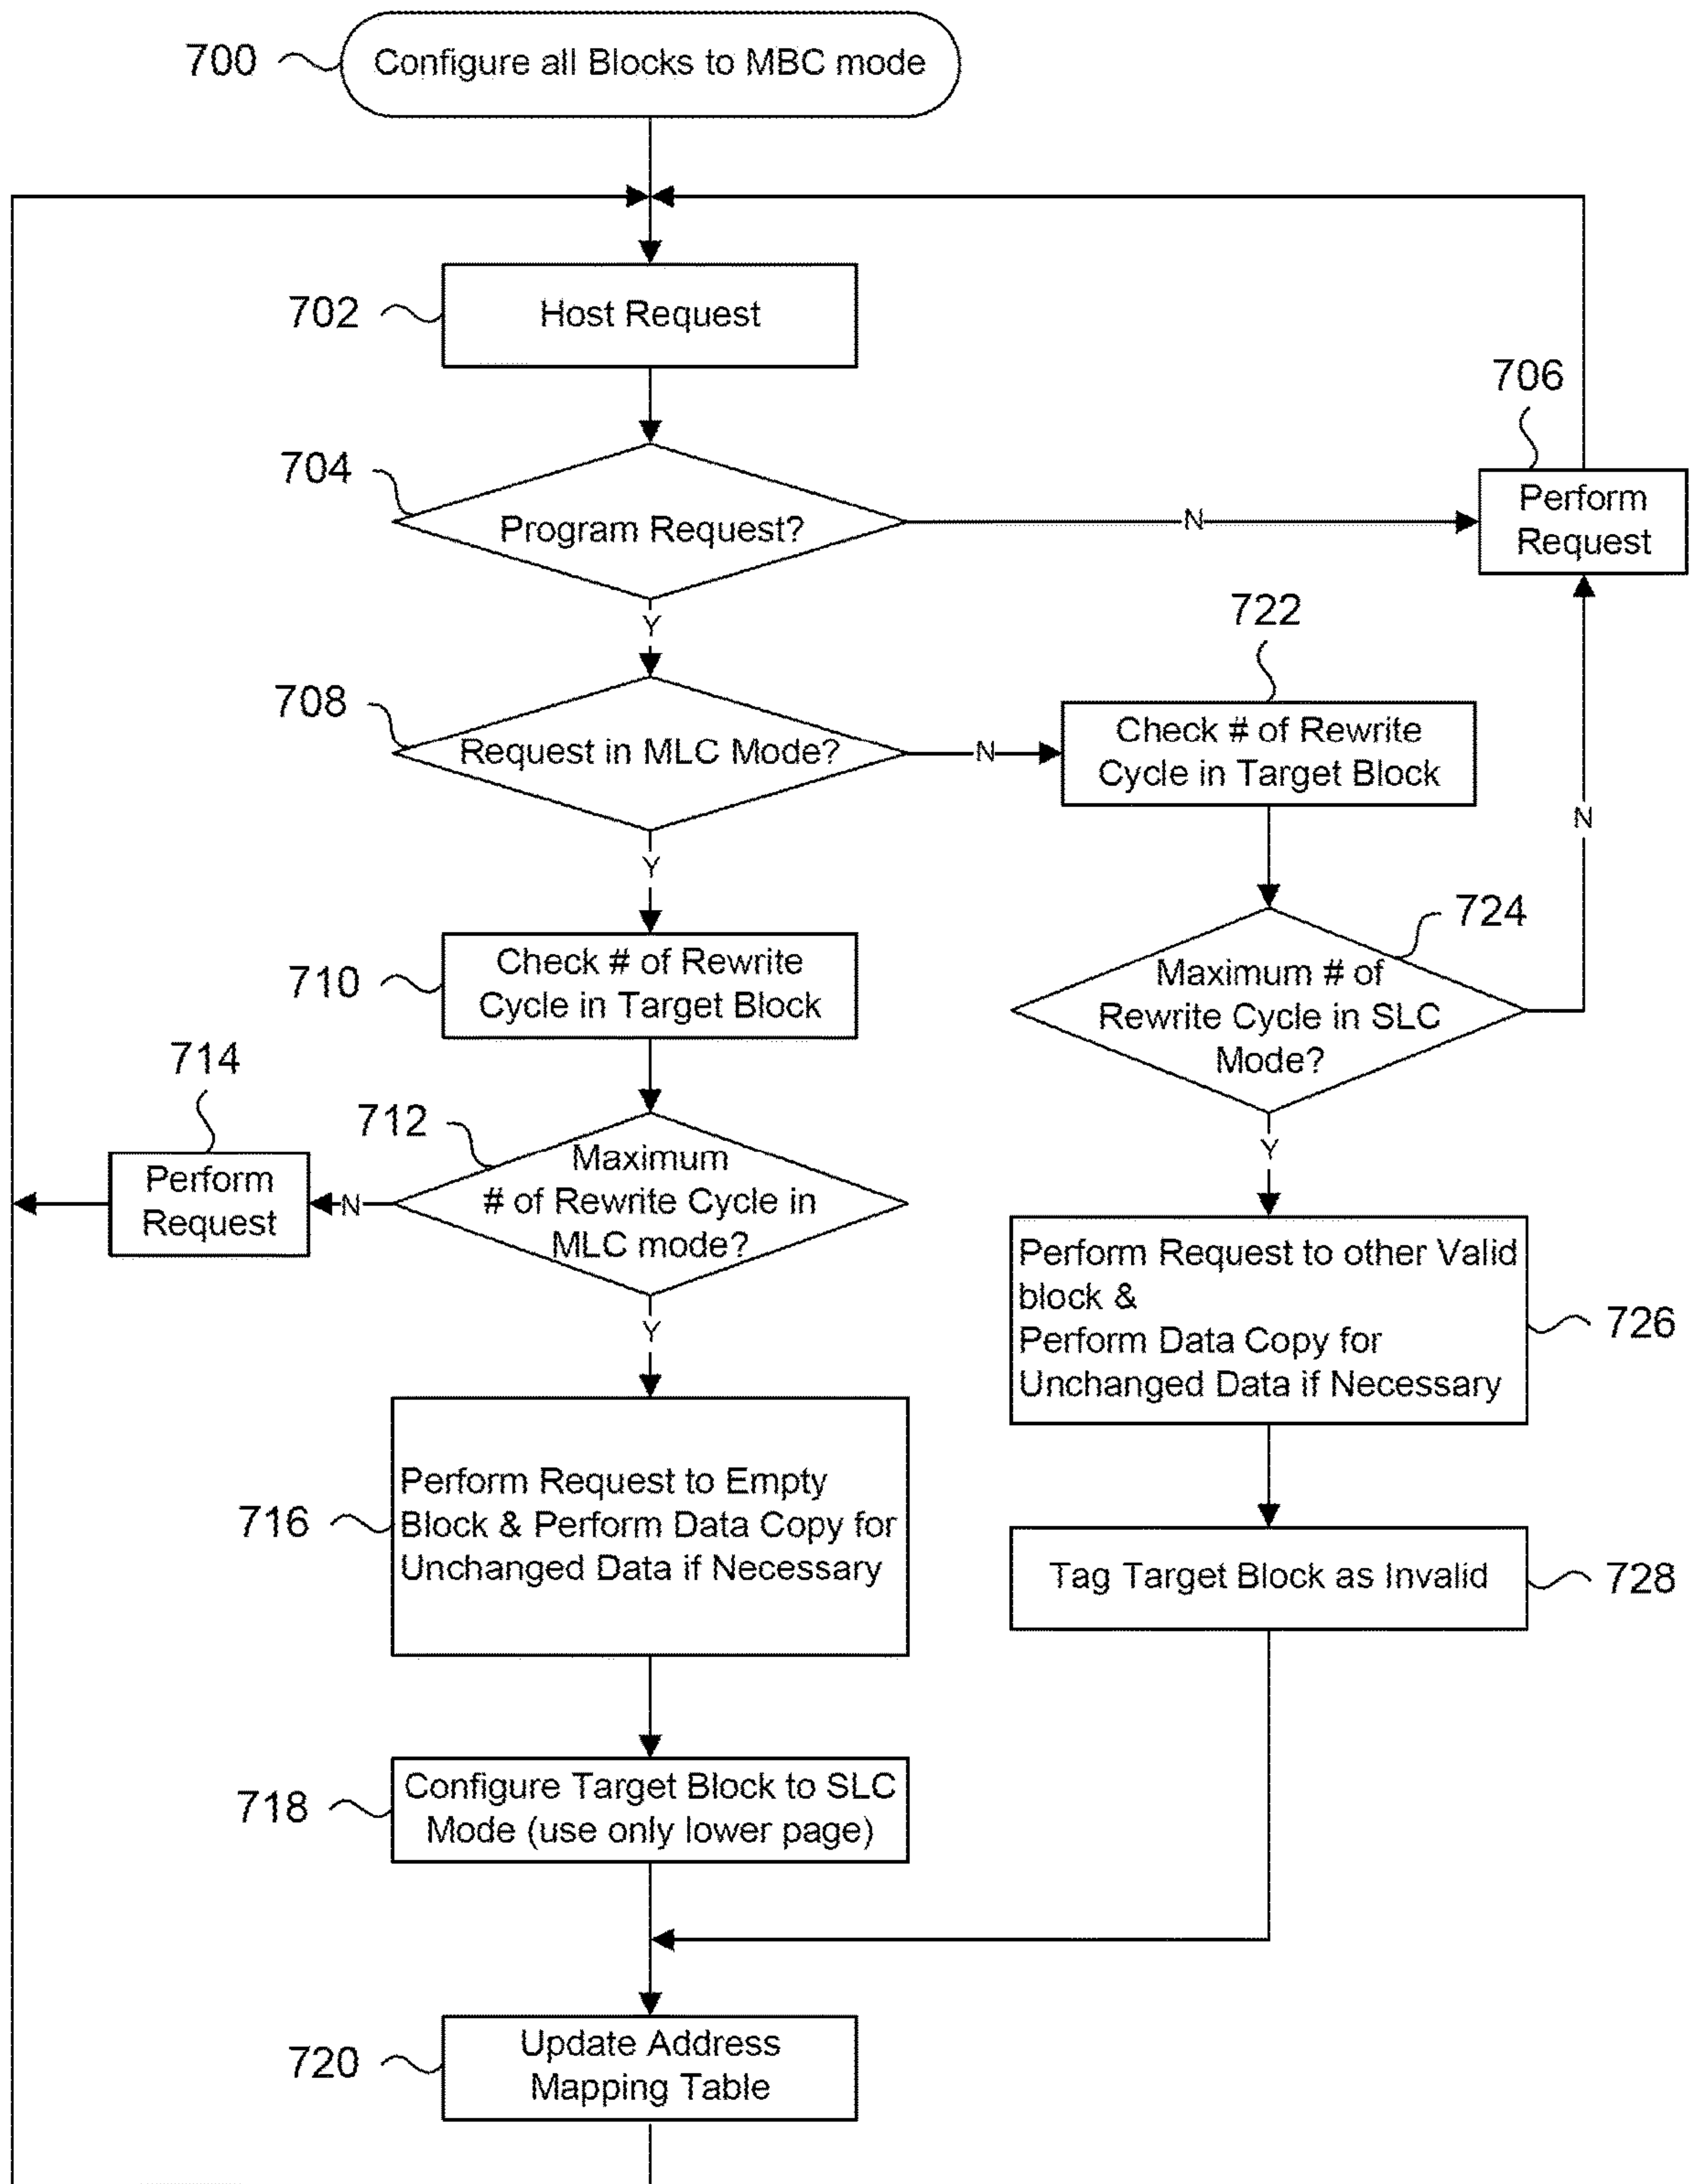 700
Configure all Blocks to MBC mode
702
Host Request
706
Perform
Request
704
Program Request?
N
Y
722
708
Request in MLC Mode?
N
Check # of Rewrite
Cycle in Target Block
N
Y
724
710
Check # of Rewrite
Cycle in Target Block
Maximum # of
Rewrite Cycle in SLC
Mode?
714
712
Y
Perform
Request
N
Maximum
# of Rewrite Cycle in
MLC mode?
Y
Perform Request to other Valid
block &
Perform Data Copy for
Unchanged Data if Necessary
726
716
Perform Request to Empty
Block & Perform Data Copy for
Unchanged Data if Necessary
Tag Target Block as Invalid
728
718
Configure Target Block to SLC
Mode (use only lower page)
720
Update Address
Mapping Table